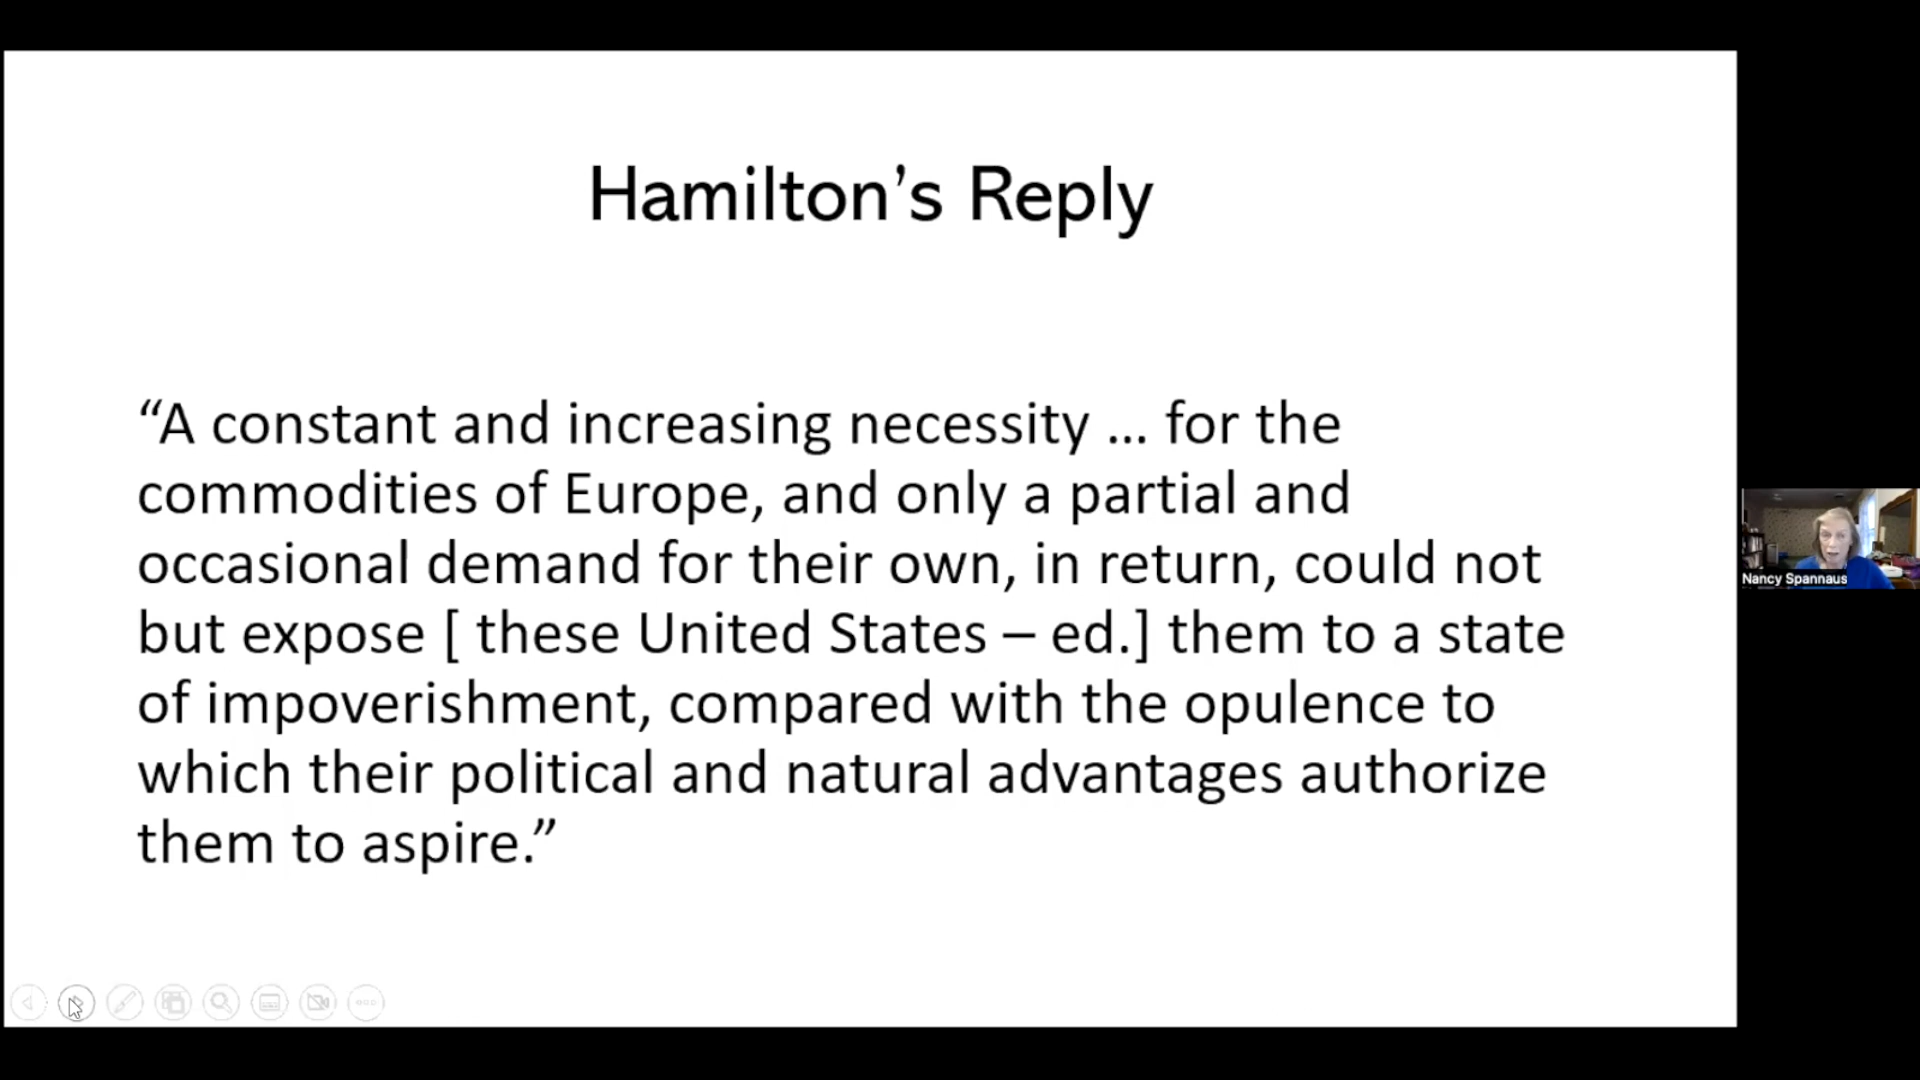 Hamilton’s Reply
“A constant and increasing necessity ... for the
commodities of Europe, and only a partial and
occasional demand for their own, in return, could not
but expose [ these United States – ed.] them to a state
of impoverishment, compared with the opulence to
which their political and natural advantages authorize
them to aspire.”
Nancy Spannaus